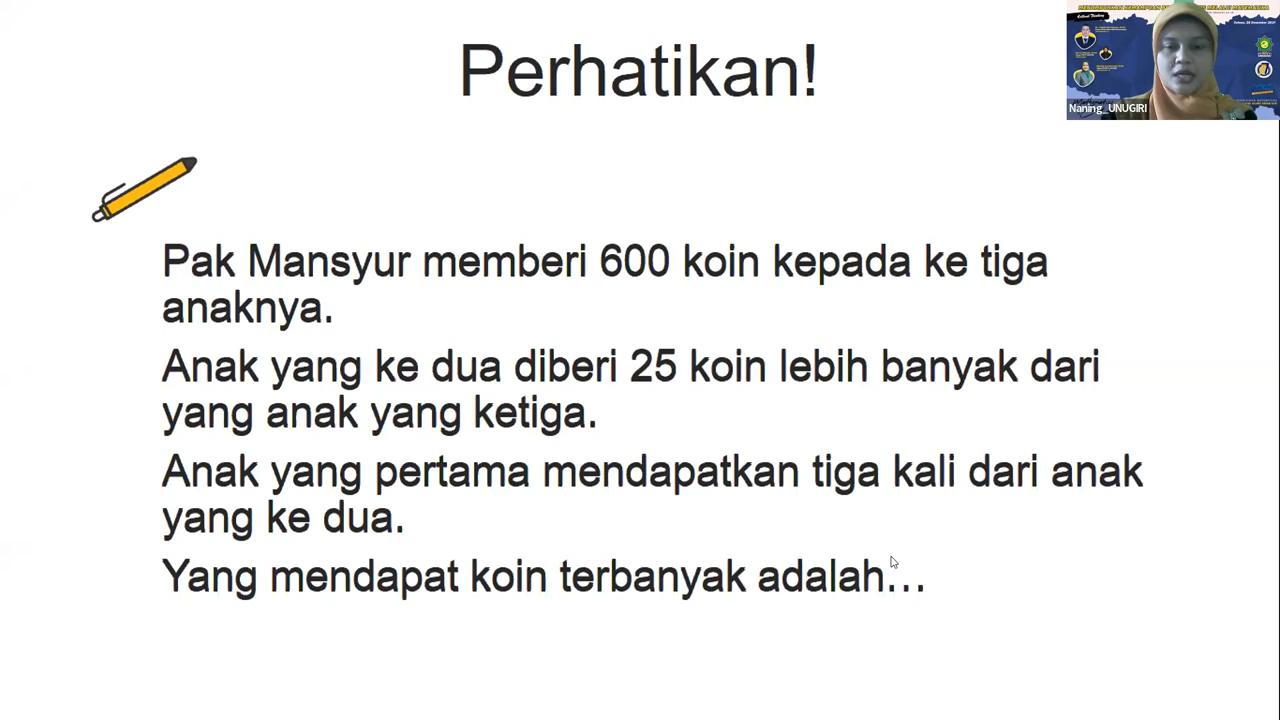 Perhatikan!
Pak Mansyur memberi 600 koin kepada ke tiga
anaknya.
Anak yang ke dua diberi 25 koin lebih banyak dari
yang anak yang ketiga.
Anak yang pertama mendapatkan tiga kali dari anak
yang ke dua.
Yang mendapat koin terbanyak adalah...
Naning_UNUGIRI